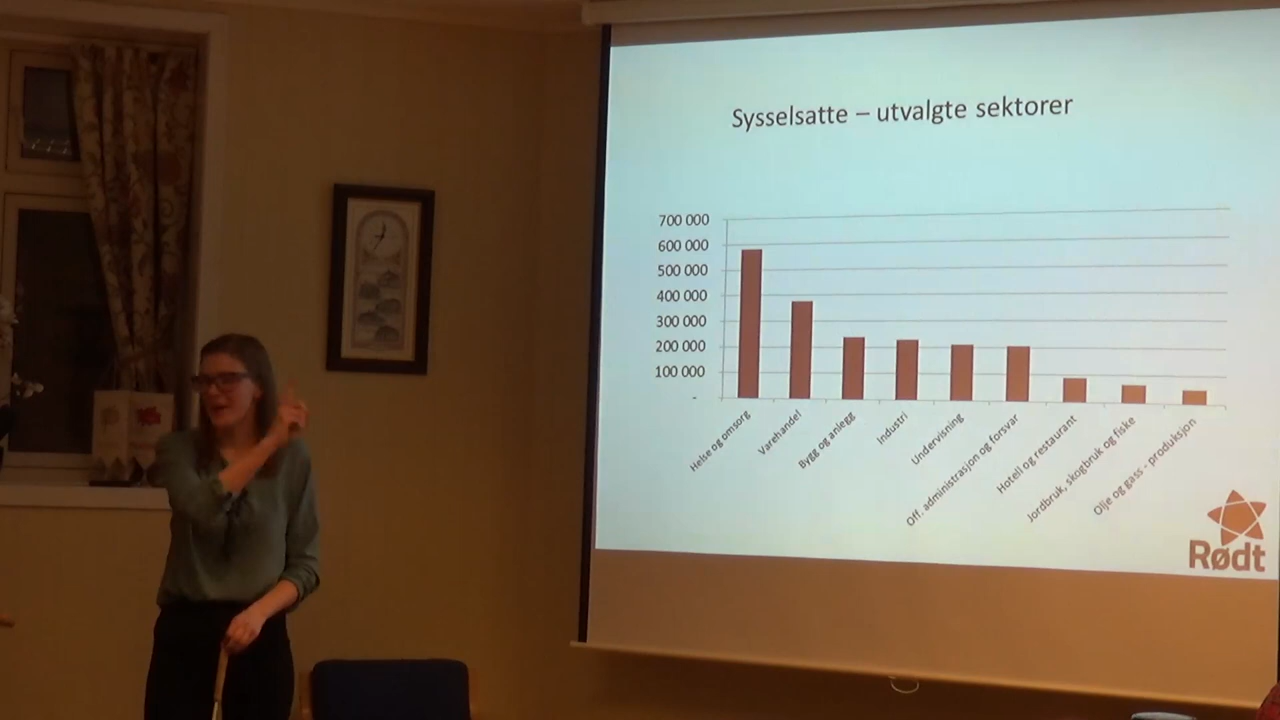 Sysselsatte – utvalgte sektorer
700 000
600 000
500 000
400 000
300 000
200 000
100 000
-
Helse og omsorg
Varehandel
Bygg og anlegg
Industri
Undervisning
Off. administrasjon og forsvar
Hotell og restaurant
Jordbruk, skogbruk og fiske
Olje og gass - produksjon
Rødt